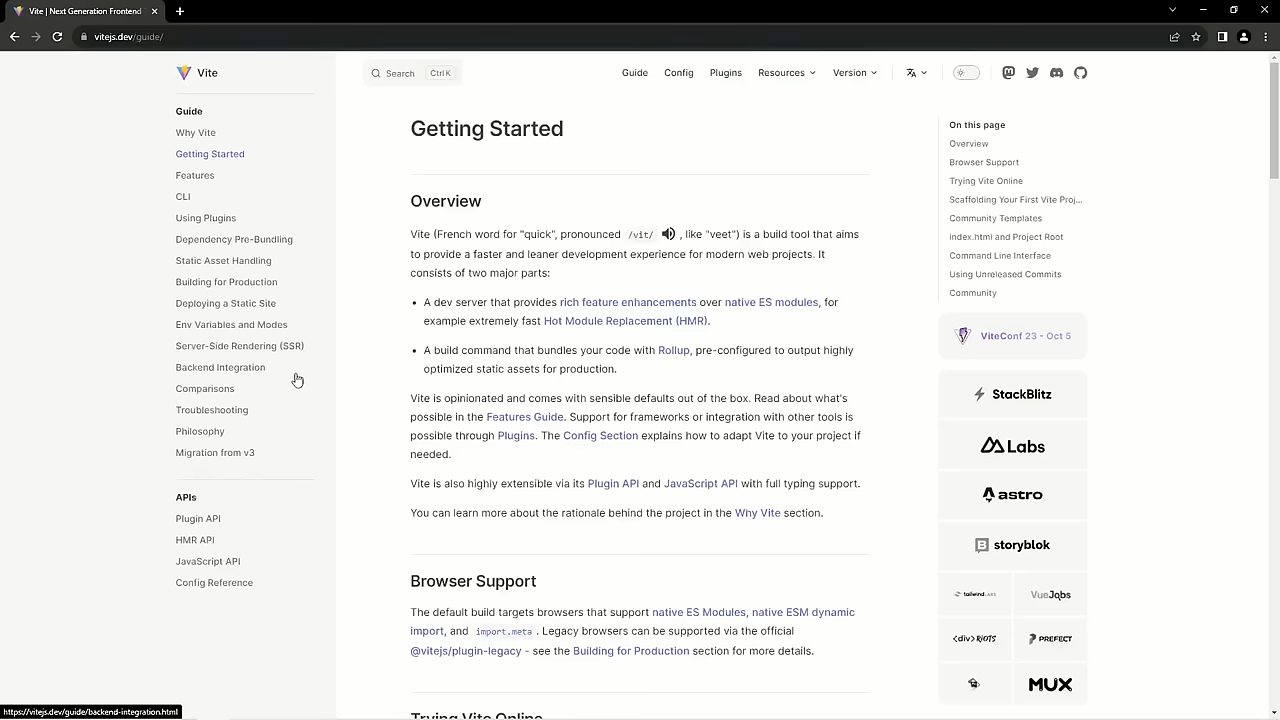 Vite | Next Generation Frontend
vitejs.dev/guide/
Vite
Search
Ctrl K
Guide
Config
Plugins
Resources
Version
Guide
Why Vite
Getting Started
Features
CLI
Using Plugins
Dependency Pre-Bundling
Static Asset Handling
Building for Production
Deploying a Static Site
Env Variables and Modes
Server-Side Rendering (SSR)
Backend Integration
Comparisons
Troubleshooting
Philosophy
Migration from v3
APIs
Plugin API
HMR API
JavaScript API
Config Reference
Getting Started
Overview
Vite (French word for "quick", pronounced /vit/ , like "veet") is a build tool that aims
to provide a faster and leaner development experience for modern web projects. It
consists of two major parts:
• A dev server that provides rich feature enhancements over native ES modules, for
example extremely fast Hot Module Replacement (HMR).
• A build command that bundles your code with Rollup, pre-configured to output highly
optimized static assets for production.
Vite is opinionated and comes with sensible defaults out of the box. Read about what's
possible in the Features Guide. Support for frameworks or integration with other tools is
possible through Plugins. The Config Section explains how to adapt Vite to your project if
needed.
Vite is also highly extensible via its Plugin API and JavaScript API with full typing support.
You can learn more about the rationale behind the project in the Why Vite section.
Browser Support
The default build targets browsers that support native ES Modules, native ESM dynamic
import, and import.meta . Legacy browsers can be supported via the official
@vitejs/plugin-legacy - see the Building for Production section for more details.
Trying Vite Online
On this page
Overview
Browser Support
Trying Vite Online
Scaffolding Your First Vite Proj...
Community Templates
index.html and Project Root
Command Line Interface
Using Unreleased Commits
Community
ViteConf 23 - Oct 5
StackBlitz
Labs
astro
storyblok
tailwind LABS
VueJobs
<div>RIOTS
PREFECT
MUX
https://vitejs.dev/guide/backend-integration.html